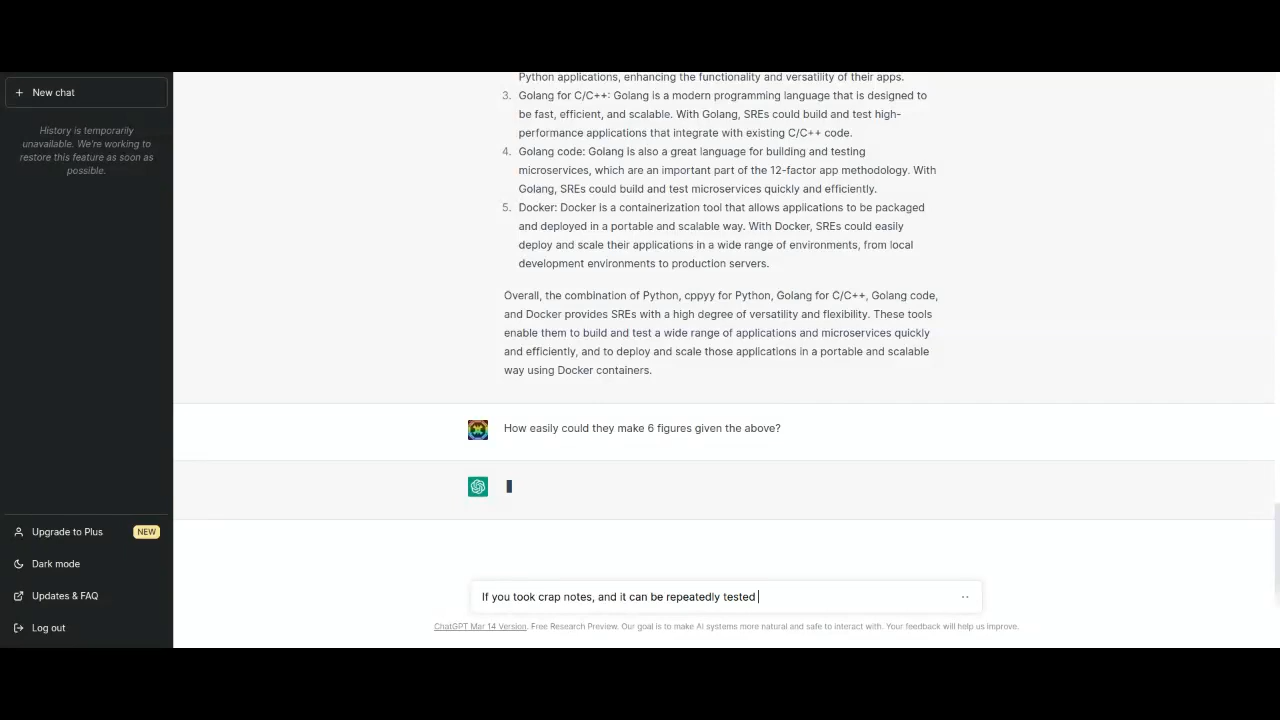 New chat
History is temporarily
unavailable. We're working to
restore this feature as soon as
possible.
Python applications, enhancing the functionality and versatility of their apps.
3. Golang for C/C++: Golang is a modern programming language that is designed to
be fast, efficient, and scalable. With Golang, SREs could build and test high-
performance applications that integrate with existing C/C++ code.
4. Golang code: Golang is also a great language for building and testing
microservices, which are an important part of the 12-factor app methodology. With
Golang, SREs could build and test microservices quickly and efficiently.
5. Docker: Docker is a containerization tool that allows applications to be packaged
and deployed in a portable and scalable way. With Docker, SREs could easily
deploy and scale their applications in a wide range of environments, from local
development environments to production servers.
Overall, the combination of Python, cppyy for Python, Golang for C/C++, Golang code,
and Docker provides SREs with a high degree of versatility and flexibility. These tools
enable them to build and test a wide range of applications and microservices quickly
and efficiently, and to deploy and scale those applications in a portable and scalable
way using Docker containers.
How easily could they make 6 figures given the above?
Upgrade to Plus NEW
Dark mode
Updates & FAQ
Log out
If you took crap notes, and it can be repeatedly tested
ChatGPT Mar 14 Version. Free Research Preview. Our goal is to make AI systems more natural and safe to interact with. Your feedback will help us improve.